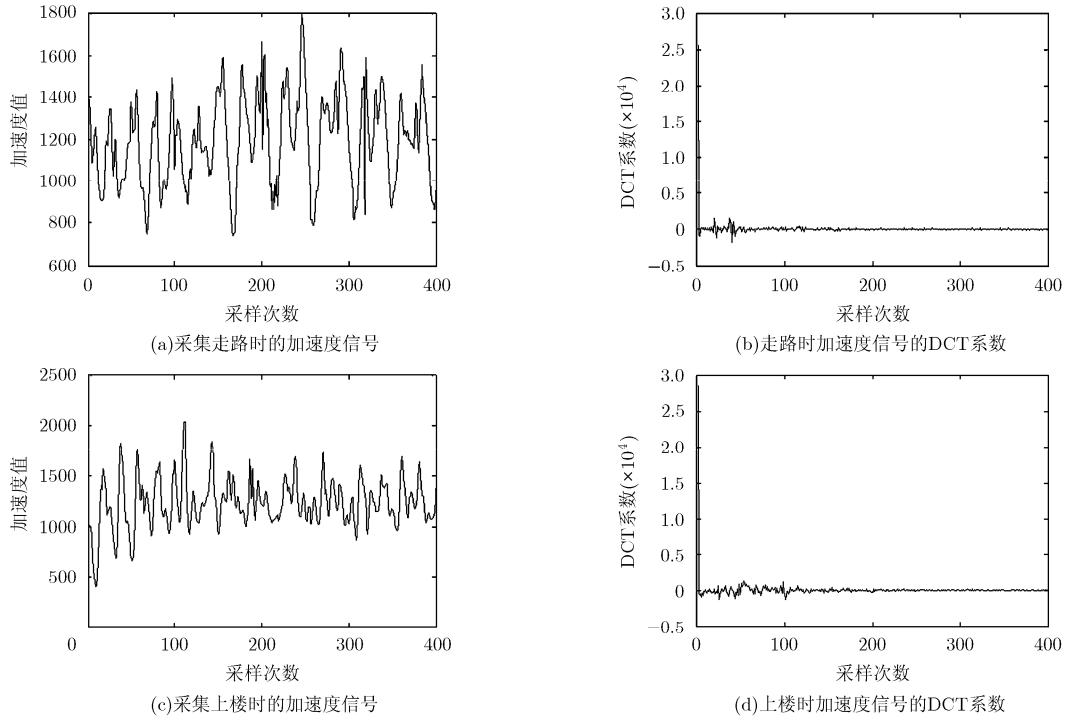 1800
1600
1400
1200
1000
800
600
加速度值
0 100 200 300 400
采样次数
(a)采集走路时的加速度信号
3.0
2.5
2.0
1.5
1.0
0.5
0
−0.5
DCT系数(×10⁴)
0 100 200 300 400
采样次数
(b)走路时加速度信号的DCT系数
2500
2000
1500
1000
500
0 100 200 300 400
加速度值
采样次数
(c)采集上楼时的加速度信号
3.0
2.5
2.0
1.5
1.0
0.5
0
−0.5
DCT系数(×10⁴)
0 100 200 300 400
采样次数
(d)上楼时加速度信号的DCT系数